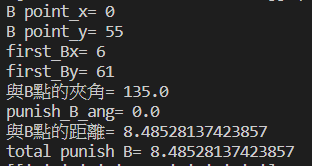 B point_x= 0
B point_y= 55
first_Bx= 6
first_By= 61
與B點的夾角= 135.0
punish_B_ang= 0.0
與B點的距離= 8.48528137423857
total punish B= 8.48528137423857